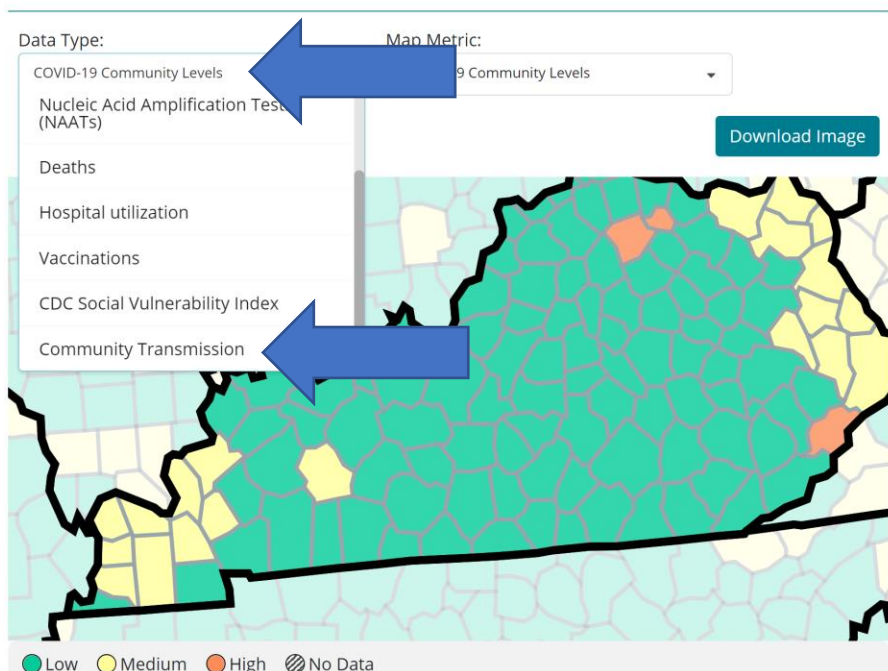 Data Type:
Map Metric:
COVID-19 Community Levels
9 Community Levels
Nucleic Acid Amplification
(NAATs)
Deaths
Hospital utilization
Vaccinations
CDC Social Vulnerability Index
Community Transmission
Download Image
Low
Medium
High
No Data